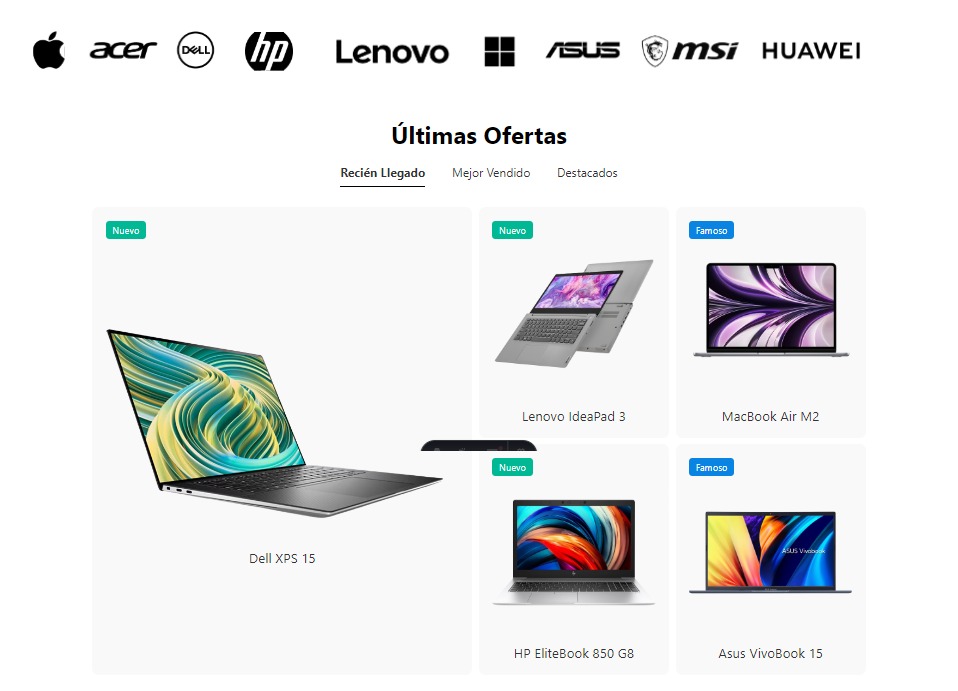 acer
DELL
hp
Lenovo
ASUS
msi
HUAWEI
Últimas Ofertas
Recién Llegado
Mejor Vendido
Destacados
Nuevo
Dell XPS 15
Nuevo
Lenovo IdeaPad 3
Famoso
MacBook Air M2
Nuevo
HP EliteBook 850 G8
Famoso
ASUS Vivobook
Asus VivoBook 15